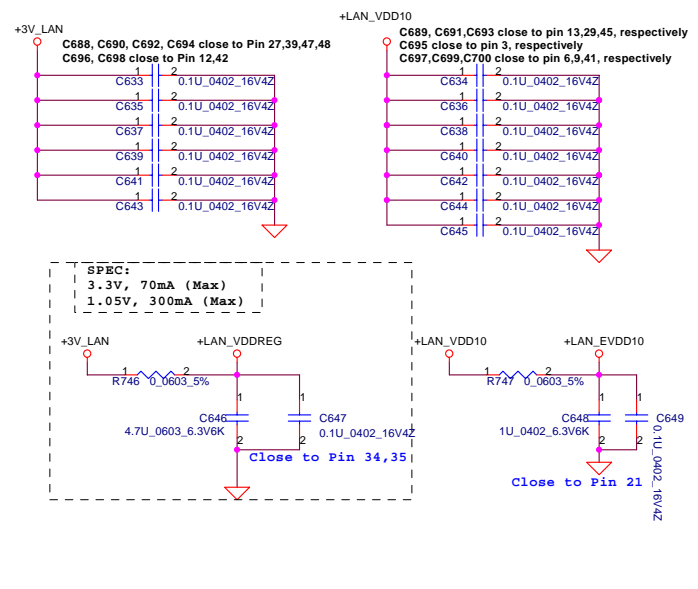 +3V_LAN
C688, C690, C692, C694 close to Pin 27,39,47,48
C696, C698 close to Pin 12,42
1 2
C633 0.1U_0402_16V4Z
1 2
C635 0.1U_0402_16V4Z
1 2
C637 0.1U_0402_16V4Z
1 2
C639 0.1U_0402_16V4Z
1 2
C641 0.1U_0402_16V4Z
1 2
C643 0.1U_0402_16V4Z
+LAN_VDD10
C689, C691,C693 close to pin 13,29,45, respectively
C695 close to pin 3, respectively
C697,C699,C700 close to pin 6,9,41, respectively
1 2
C634 0.1U_0402_16V4Z
1 2
C636 0.1U_0402_16V4Z
1 2
C638 0.1U_0402_16V4Z
1 2
C640 0.1U_0402_16V4Z
1 2
C642 0.1U_0402_16V4Z
1 2
C644 0.1U_0402_16V4Z
1 2
C645 0.1U_0402_16V4Z
SPEC:
3.3V, 70mA (Max)
1.05V, 300mA (Max)
+3V_LAN
+LAN_VDDREG
1 2
R746 0_0603_5%
1
C646
4.7U_0603_6.3V6K
2
1
C647
0.1U_0402_16V4Z
2
Close to Pin 34,35
+LAN_VDD10
+LAN_EVDD10
1 2
R747 0_0603_5%
1
C648
1U_0402_6.3V6K
2
1
C649
0.1U_0402_16V4Z
2
Close to Pin 21